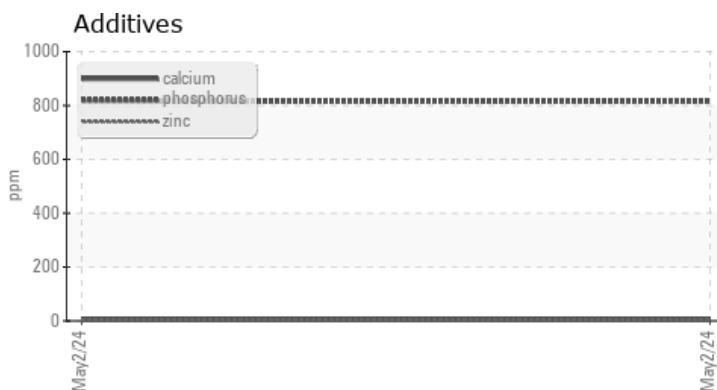 Additives
1000
800
600
400
200
0
ppm
calcium
phosphorus
zinc
May2/24
May2/24